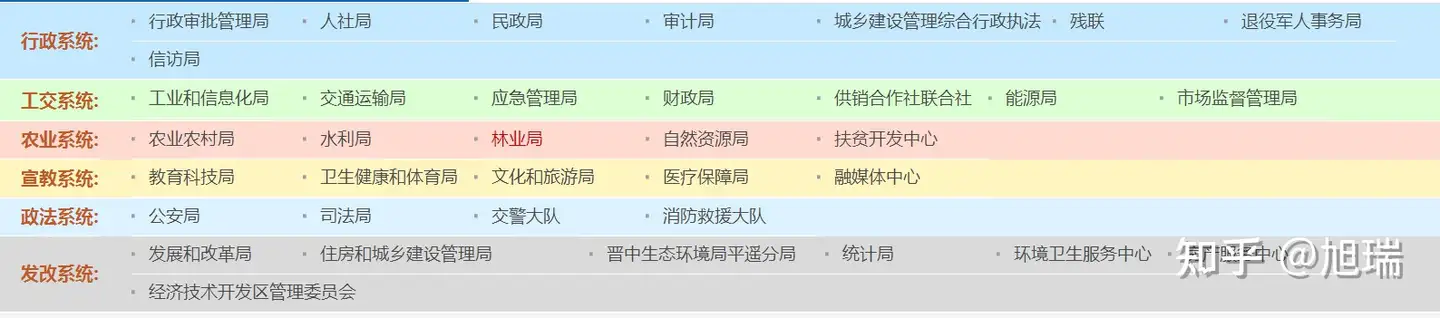 行政系统: 行政审批管理局 人社局 民政局 审计局 城乡建设管理综合行政执法 残联 退役军人事务局
信访局
工交系统: 工业和信息化局 交通运输局 应急管理局 财政局 供销合作社联合社 能源局 市场监督管理局
农业系统: 农业农村局 水利局 林业局 自然资源局 扶贫开发中心
宣教系统: 教育科技局 卫生健康和体育局 文化和旅游局 医疗保障局 融媒体中心
政法系统: 公安局 司法局 交警大队 消防救援大队
发改系统: 发展和改革局 住房和城乡建设管理局 晋中生态环境局平遥分局 统计局 环境卫生服务中心 服务中心
经济技术开发区管理委员会
知乎 @旭瑞